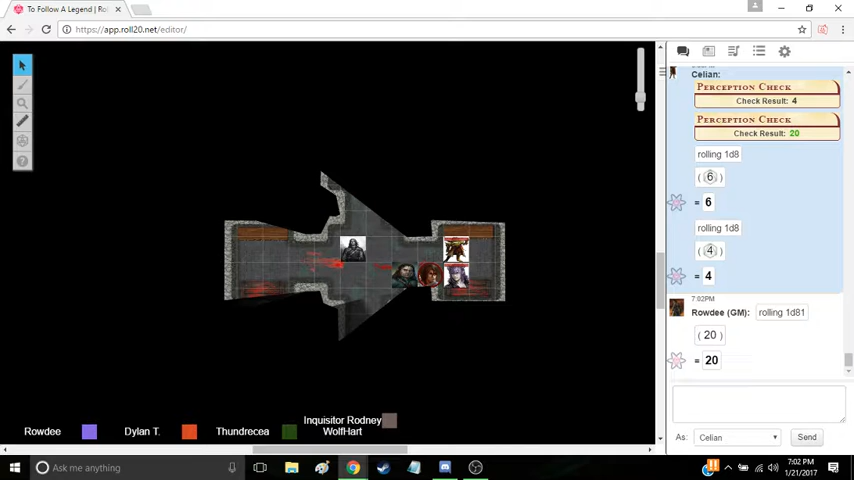 To Follow A Legend | Roll20
https://app.roll20.net/editor/
Celian:
PERCEPTION CHECK
Check Result: 4
PERCEPTION CHECK
Check Result: 20
rolling 1d8
( 6 )
= 6
rolling 1d8
( 4 )
= 4
7:02PM
Rowdee (GM): rolling 1d81
( 20 )
= 20
Rowdee
Dylan T.
Thundrecea
Inquisitor Rodney
WolfHart
As: Celian
Send
Ask me anything
7:02 PM
1/21/2017